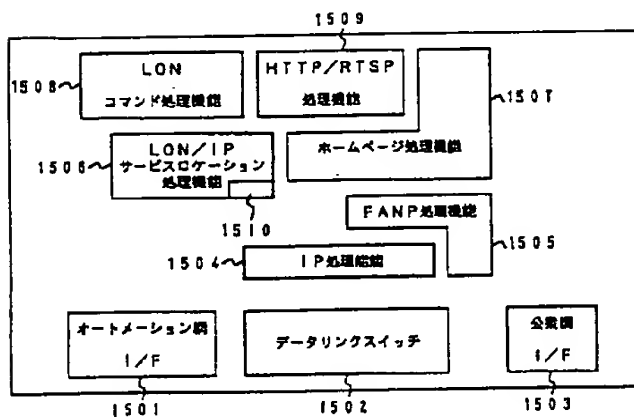 1509
LON
コマンド処理機能
1508
HTTP/RTSP
処理機能
1507
LON/IP
サービスロケーション
処理機能
1506
1510
ホームページ処理機能
FANP処理機能
1505
1504
IP処理機能
オートメーション網
I/F
データリンクスイッチ
公衆網
I/F
1501
1502
1503